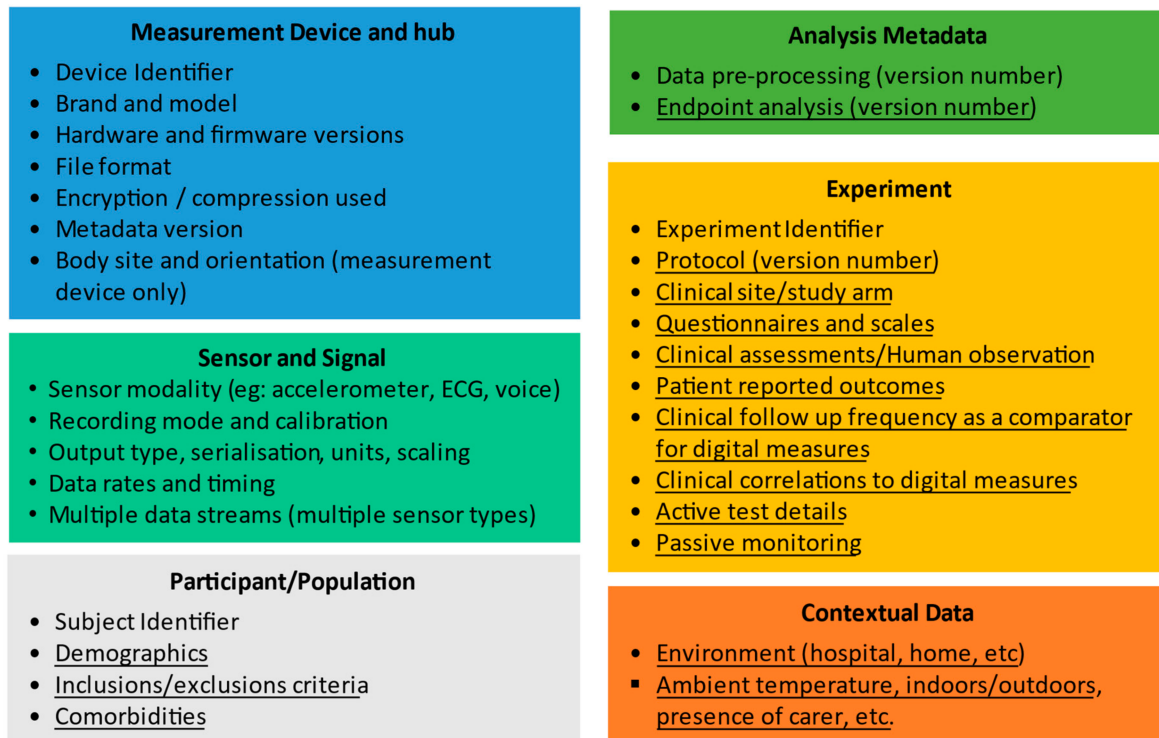 Measurement Device and hub
• Device Identifier
• Brand and model
• Hardware and firmware versions
• File format
• Encryption / compression used
• Metadata version
• Body site and orientation (measurement
device only)
Sensor and Signal
• Sensor modality (eg: accelerometer, ECG, voice)
• Recording mode and calibration
• Output type, serialisation, units, scaling
• Data rates and timing
• Multiple data streams (multiple sensor types)
Participant/Population
• Subject Identifier
• Demographics
• Inclusions/exclusions criteria
• Comorbidities
Analysis Metadata
• Data pre-processing (version number)
• Endpoint analysis (version number)
Experiment
• Experiment Identifier
• Protocol (version number)
• Clinical site/study arm
• Questionnaires and scales
• Clinical assessments/Human observation
• Patient reported outcomes
• Clinical follow up frequency as a comparator
for digital measures
• Clinical correlations to digital measures
• Active test details
• Passive monitoring
Contextual Data
• Environment (hospital, home, etc)
▪ Ambient temperature, indoors/outdoors,
presence of carer, etc.